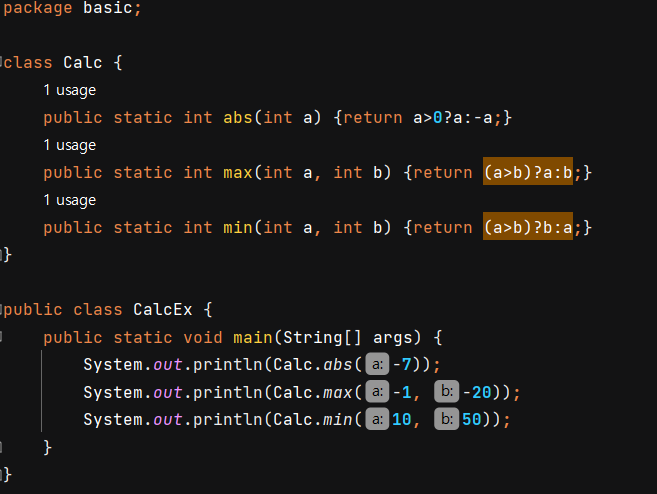 package basic;
class Calc {
1 usage
public static int abs(int a) {return a>0?a:-a;}
1 usage
public static int max(int a, int b) {return (a>b)?a:b;}
1 usage
public static int min(int a, int b) {return (a>b)?b:a;}
}
public class CalcEx {
public static void main(String[] args) {
System.out.println(Calc.abs( a: -7));
System.out.println(Calc.max( a: -1, b: -20));
System.out.println(Calc.min( a: 10, b: 50));
}
}